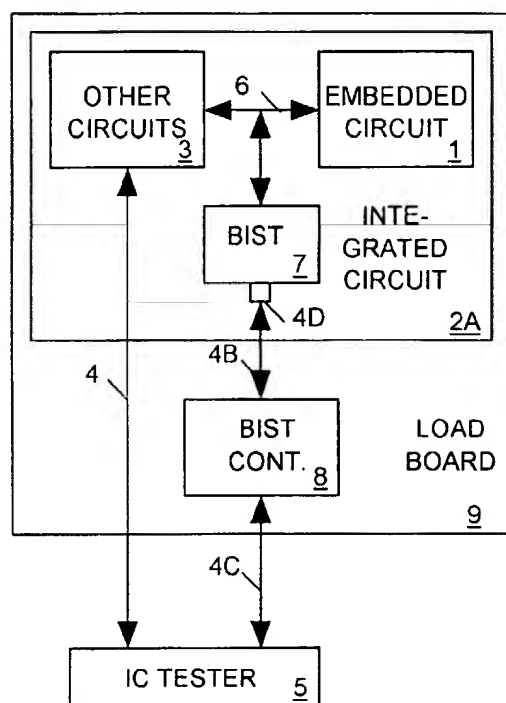 OTHER
CIRCUITS
3
6
EMBEDDED
CIRCUIT
1
BIST
7
INTE-
GRATED
CIRCUIT
2A
4D
4B
4
BIST
CONT.
8
LOAD
BOARD
9
4C
IC TESTER
5